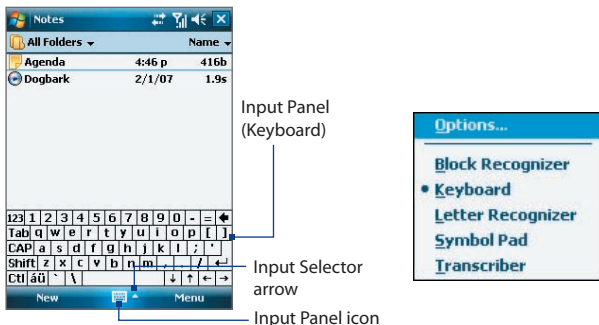 Notes
All Folders Name
Agenda 4:46 p 416b
Dogbark 2/1/07 1.9s
123 1 2 3 4 5 6 7 8 9 0 - =
Tab q w e r t y u i o p [ ]
CAP a s d f g h j k l ; '
Shift z x c v b n m , . /
Ctl áü ` \
New Menu
Input Panel
(Keyboard)
Input Selector
arrow
Input Panel icon
Options...
Block Recognizer
Keyboard
Letter Recognizer
Symbol Pad
Transcriber